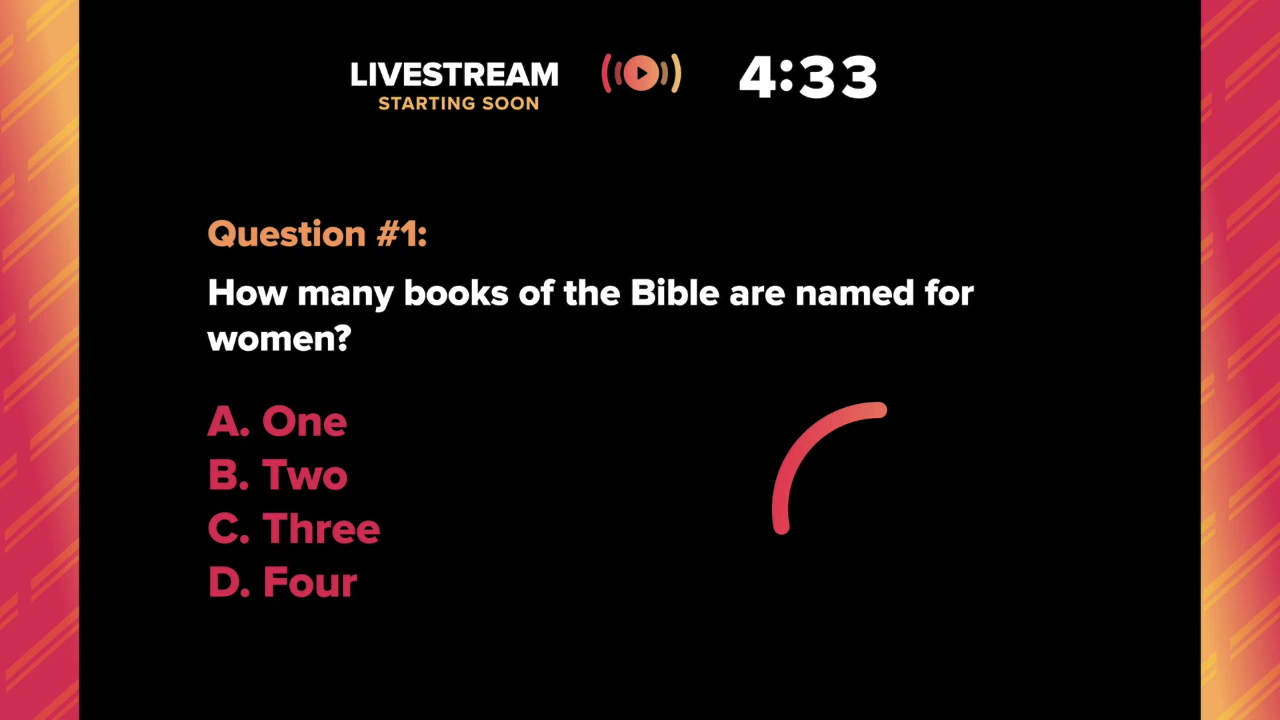 LIVESTREAM
STARTING SOON
4:33
Question #1:
How many books of the Bible are named for
women?
A. One
B. Two
C. Three
D. Four